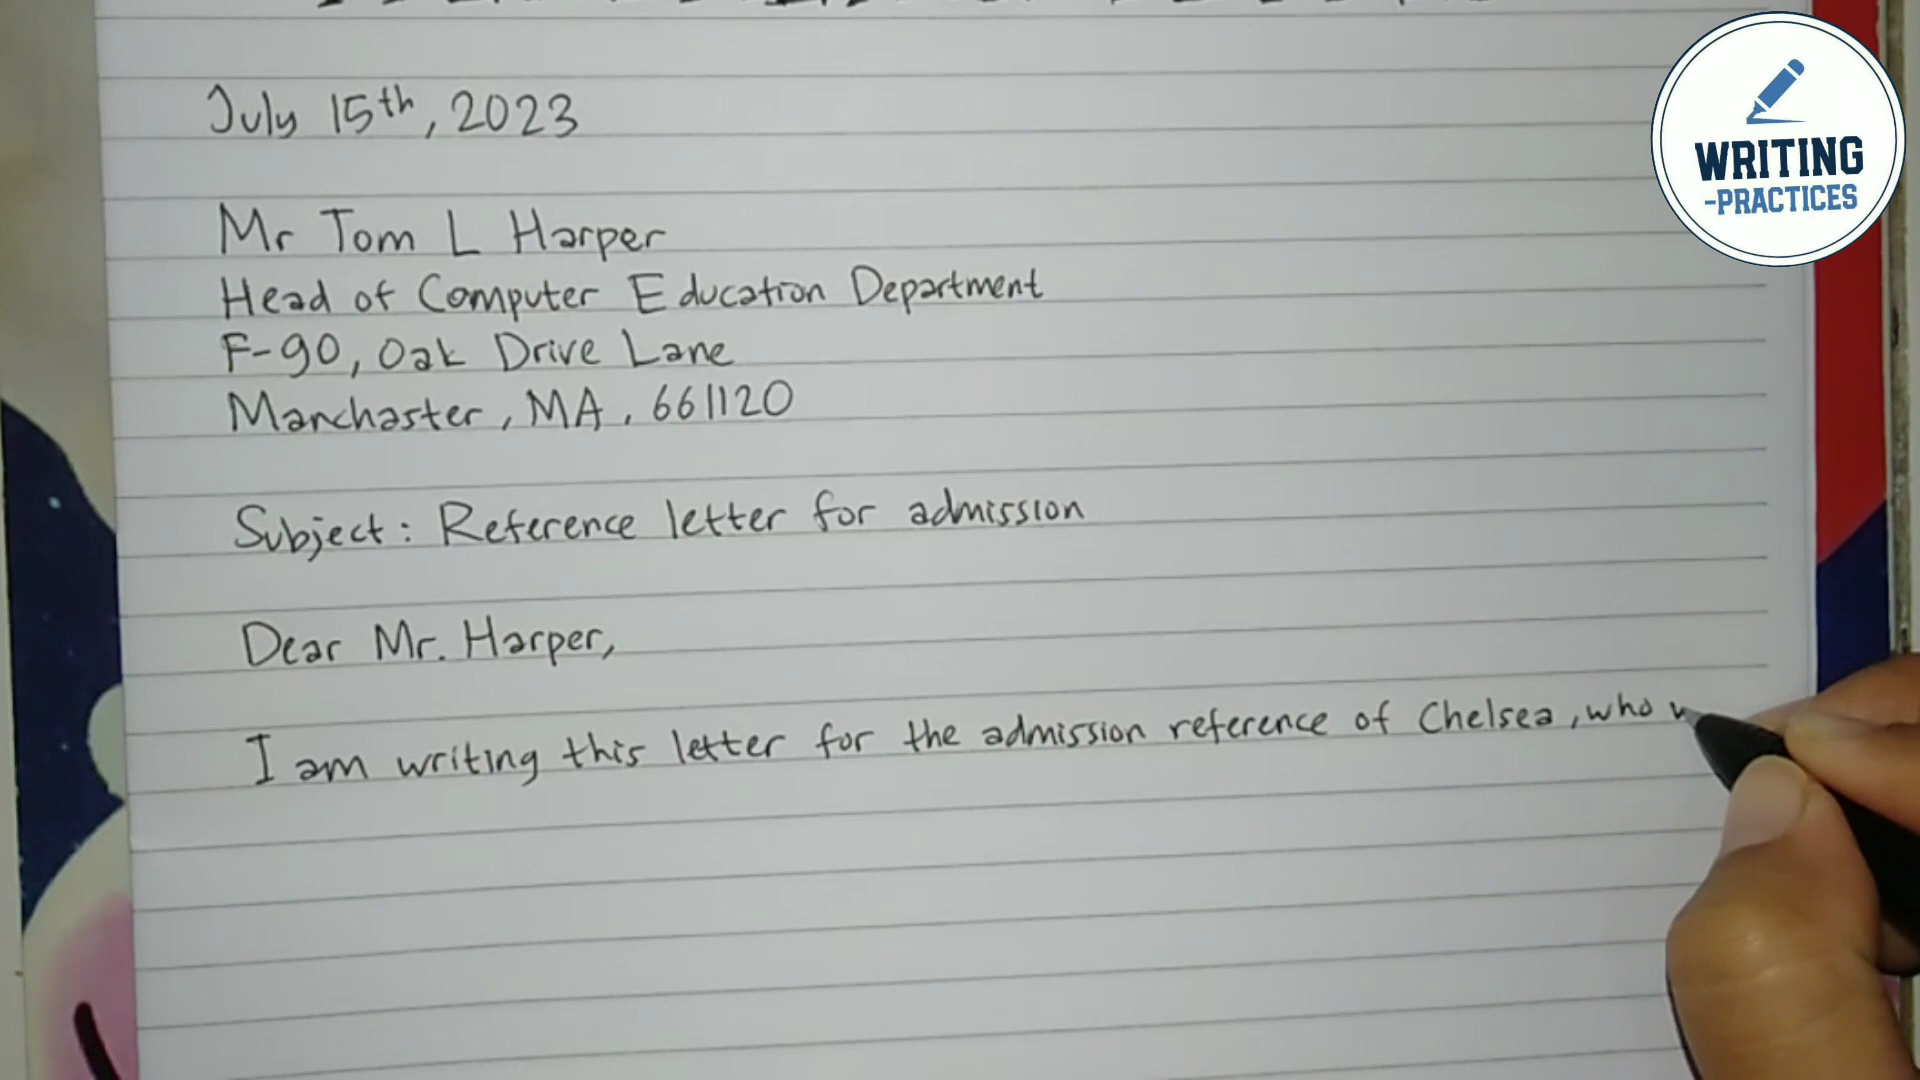 July 15th, 2023
Mr Tom L Harper
Head of Computer Education Department
F-90, Oak Drive Lane
Manchaster, MA, 661120
Subject: Reference letter for admission
Dear Mr. Harper,
I am writing this letter for the admission reference of Chelsea, who
WRITING
-PRACTICES